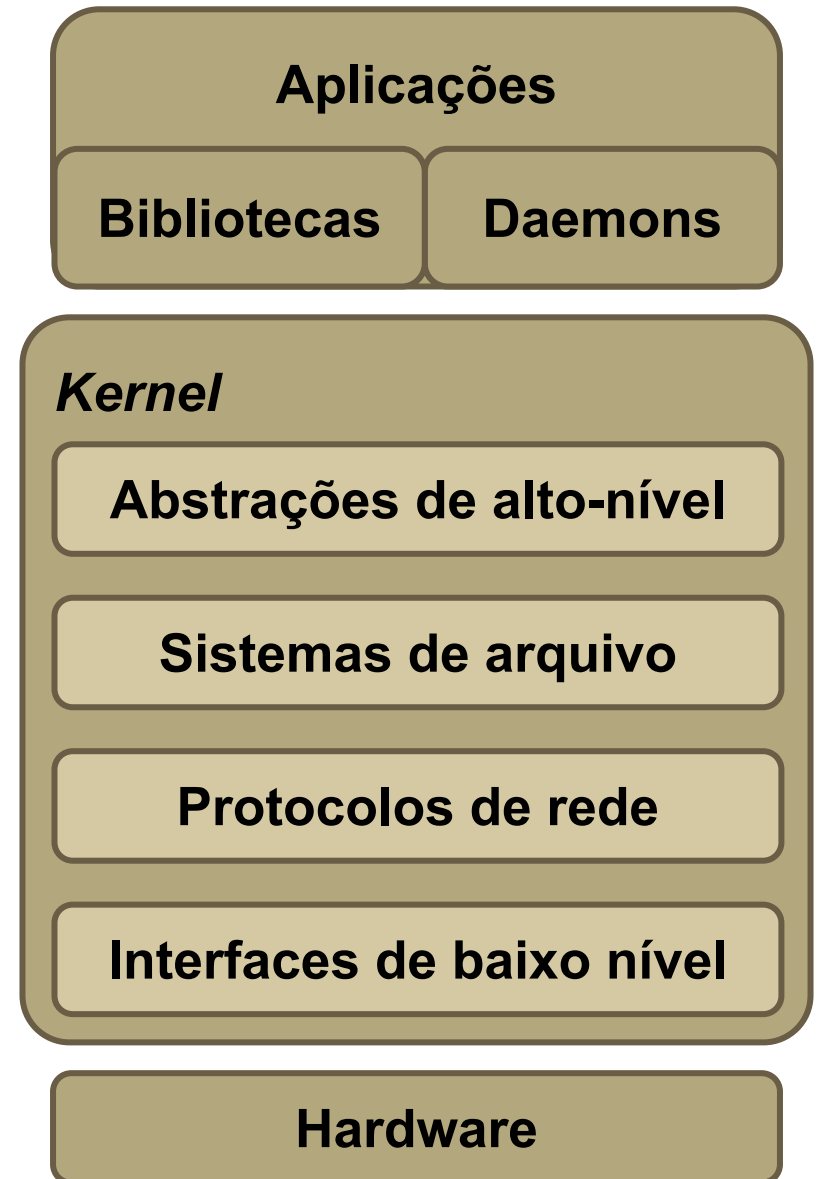 Aplicações
Bibliotecas Daemons
Kernel
Abstrações de alto-nível
Sistemas de arquivo
Protocolos de rede
Interfaces de baixo nível
Hardware